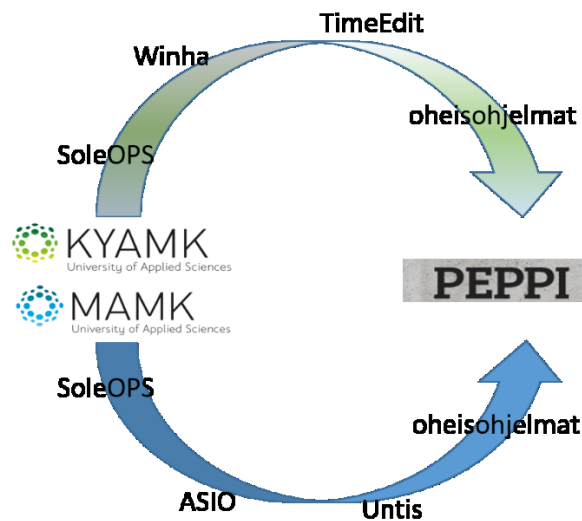 TimeEdit
Winha
oheisohjelmat
SoleOPS
KYAMK
University of Applied Sciences
MAMK
University of Applied Sciences
PEPPI
SoleOPS
oheisohjelmat
ASIO
Untis